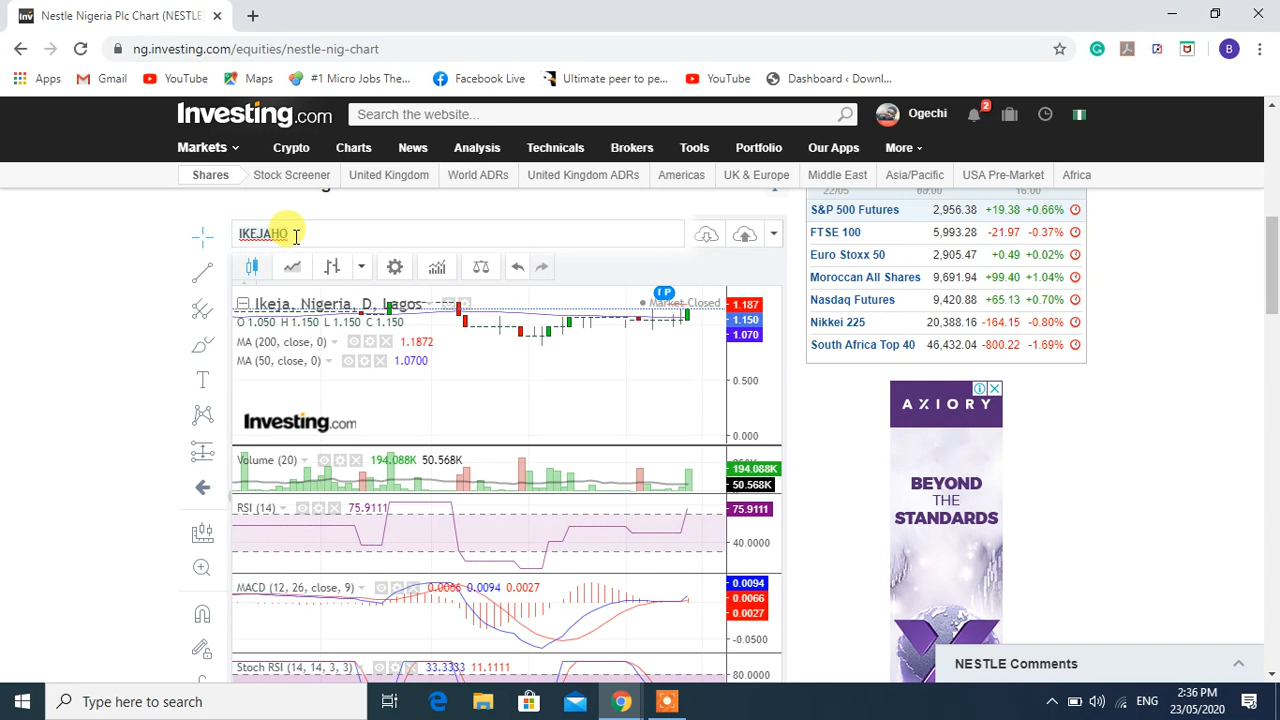 Nestle Nigeria Plc Chart (NESTLE)
ng.investing.com/equities/nestle-nig-chart
B
Apps
Gmail
YouTube
Maps
#1 Micro Jobs The...
Facebook Live
Ultimate peer to pe...
YouTube
Dashboard ‹ Devel...
Investing.com
Search the website...
Ogechi
2
Markets
Crypto
Charts
News
Analysis
Technicals
Brokers
Tools
Portfolio
Our Apps
More
Shares
Stock Screener
United Kingdom
World ADRs
United Kingdom ADRs
Americas
UK & Europe
Middle East
Asia/Pacific
USA Pre-Market
Africa
IKEJAHO
Ikeja, Nigeria, D, Lagos
Market Closed
O 1.050 H 1.150 L 1.150 C 1.150
MA (200, close, 0) 1.1872
MA (50, close, 0) 1.0700
1.187
1.150
1.070
0.500
0.000
Investing.com
Volume (20) 194.088K 50.568K
194.088K
50.568K
RSI (14) 75.9111
75.9111
40.0000
MACD (12, 26, close, 9) 0.0066 0.0094 0.0027
0.0094
0.0066
0.0027
-0.0500
Stoch RSI (14, 14, 3, 3) 33.3333 11.1111
80.0000
22/05
16:00
S&P 500 Futures 2,956.38 +19.38 +0.66%
FTSE 100 5,993.28 -21.97 -0.37%
Euro Stoxx 50 2,905.47 +0.49 +0.02%
Moroccan All Shares 9,691.94 +99.40 +1.04%
Nasdaq Futures 9,420.88 +65.13 +0.70%
Nikkei 225 20,388.16 -164.15 -0.80%
South Africa Top 40 46,432.04 -800.22 -1.69%
AXIORY
BEYOND
THE
STANDARDS
NESTLE Comments
Type here to search
ENG
2:36 PM
23/05/2020